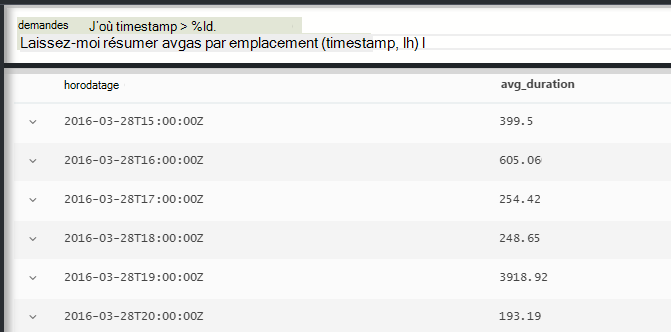 demandes J'où timestamp > %ld.
Laissez-moi résumer avgas par emplacement (timestamp, lh) l
horodatage avg_duration
2016-03-28T15:00:00Z 399.5
2016-03-28T16:00:00Z 605.06
2016-03-28T17:00:00Z 254.42
2016-03-28T18:00:00Z 248.65
2016-03-28T19:00:00Z 3918.92
2016-03-28T20:00:00Z 193.19